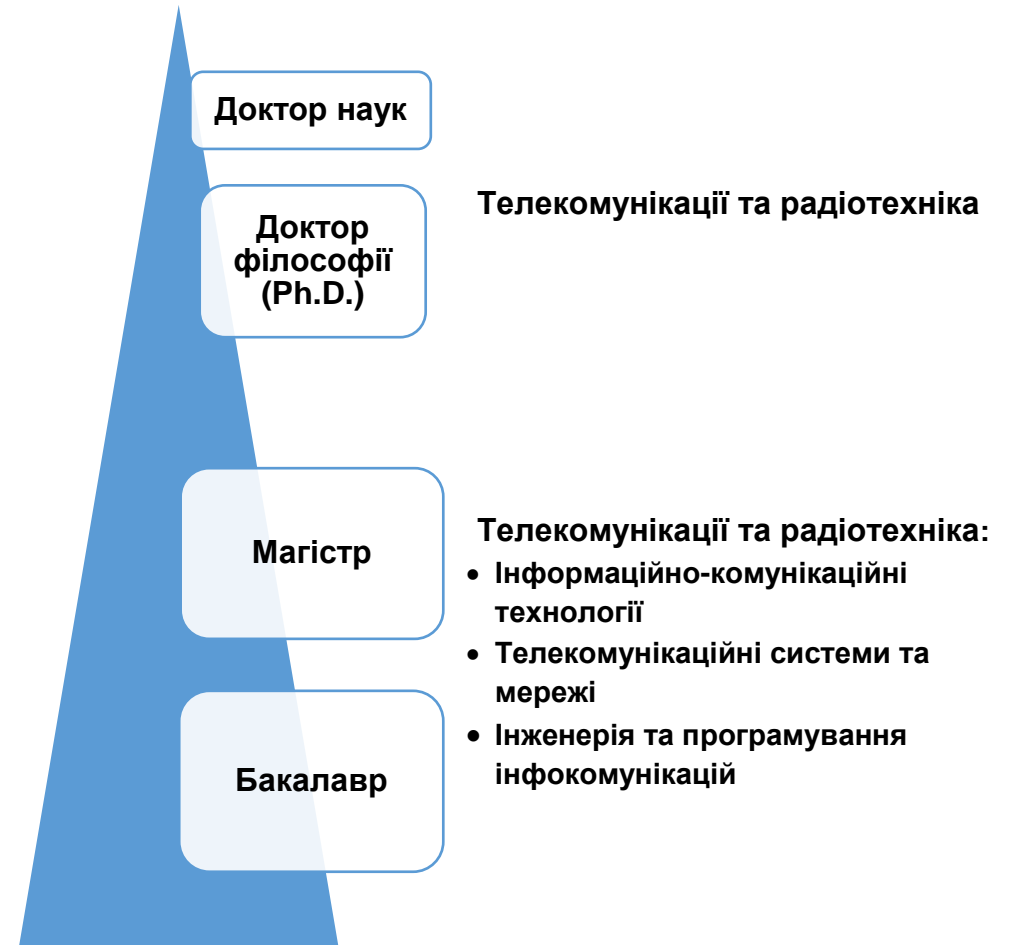 Доктор наук
Телекомунікації та радіотехніка
Доктор
філософії
(Ph.D.)
Магістр
Телекомунікації та радіотехніка:
• Інформаційно-комунікаційні
технології
• Телекомунікаційні системи та
мережі
• Інженерія та програмування
інфокомунікацій
Бакалавр